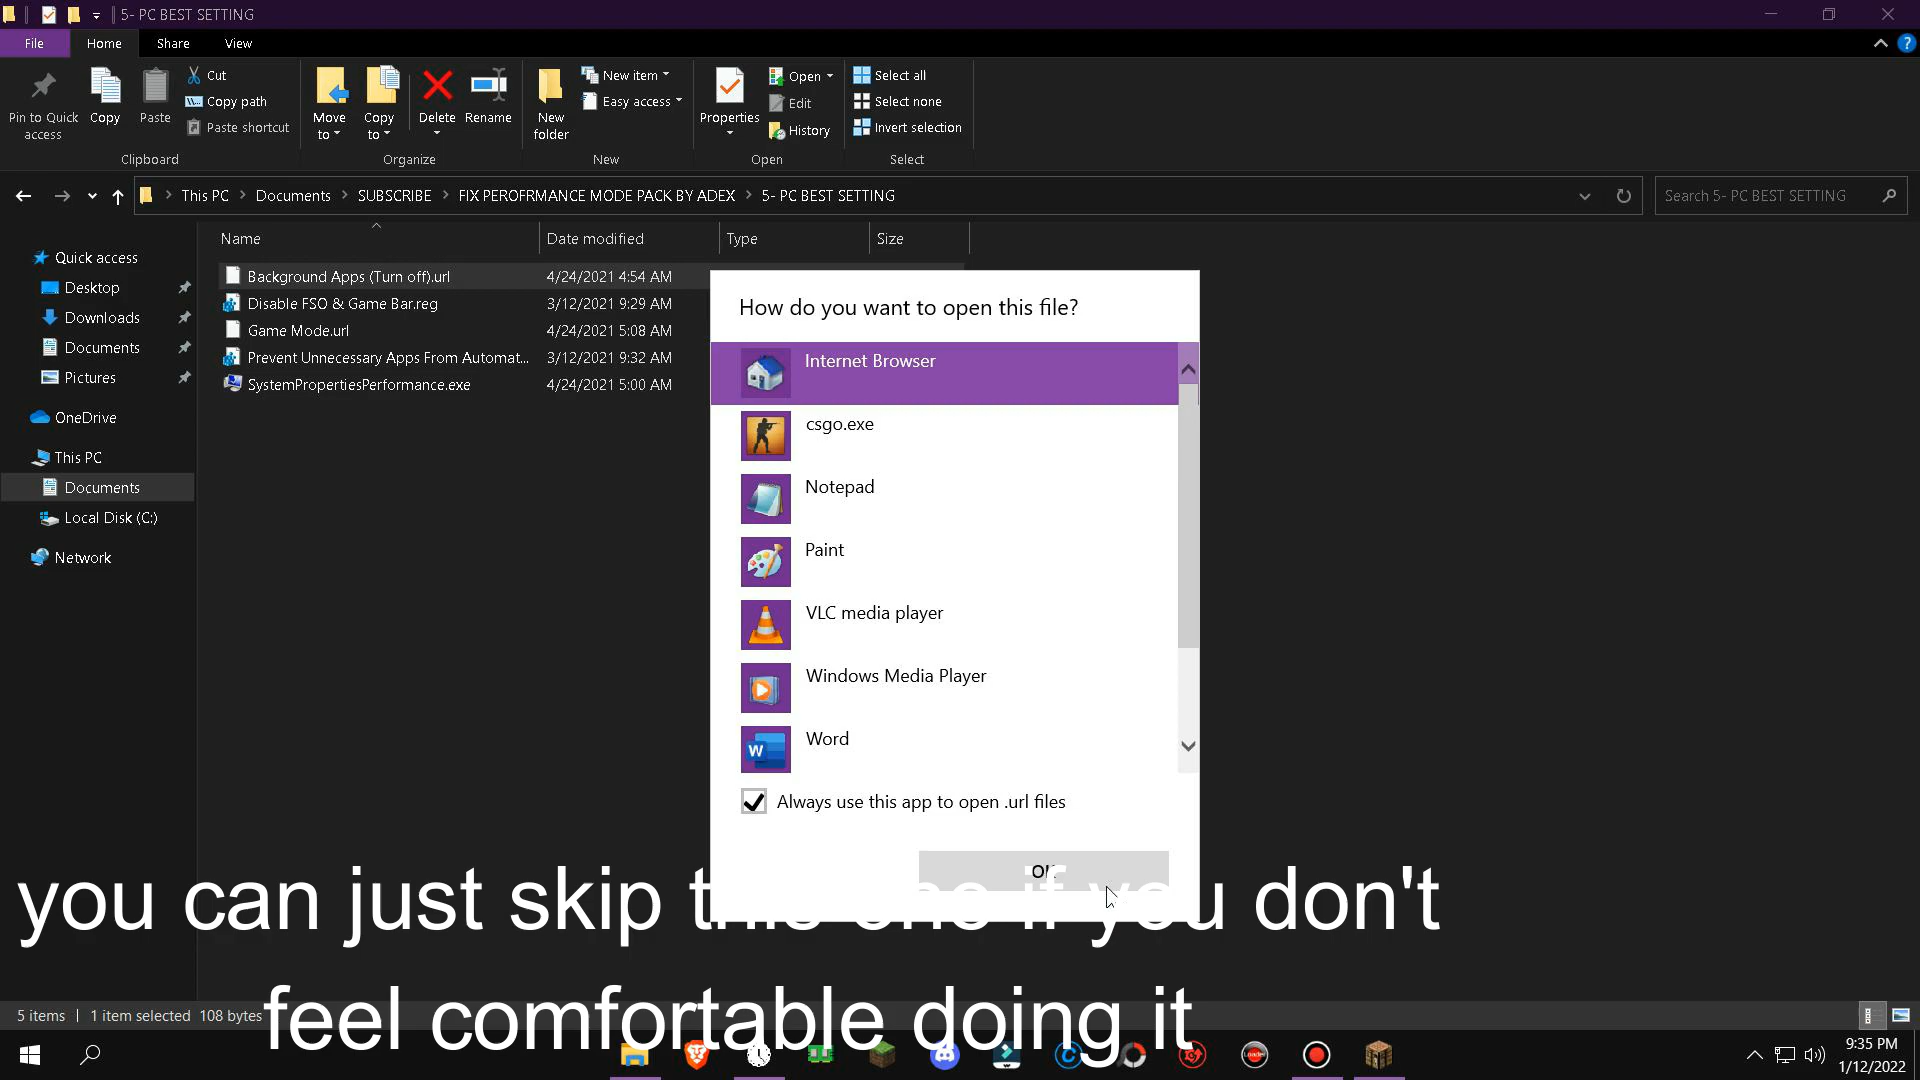 5- PC BEST SETTING
File
Home
Share
View
Pin to Quick access
Copy
Paste
Cut
Copy path
Paste shortcut
Clipboard
Move to
Copy to
Delete
Rename
Organize
New folder
New item
Easy access
New
Properties
Open
Edit
History
Open
Select all
Select none
Invert selection
Select
This PC
Documents
SUBSCRIBE
FIX PEROFRMANCE MODE PACK BY ADEX
5- PC BEST SETTING
Search 5- PC BEST SETTING
Name
Date modified
Type
Size
Quick access
Desktop
Downloads
Documents
Pictures
OneDrive
This PC
Documents
Local Disk (C:)
Network
Background Apps (Turn off).url 4/24/2021 4:54 AM
Disable FSO & Game Bar.reg 3/12/2021 9:29 AM
Game Mode.url 4/24/2021 5:08 AM
Prevent Unnecessary Apps From Automat... 3/12/2021 9:32 AM
SystemPropertiesPerformance.exe 4/24/2021 5:00 AM
How do you want to open this file?
Internet Browser
csgo.exe
Notepad
Paint
VLC media player
Windows Media Player
Word
Always use this app to open .url files
OK
you can just skip this one if you don't
feel comfortable doing it
5 items
1 item selected 108 bytes
Loader
9:35 PM
1/12/2022